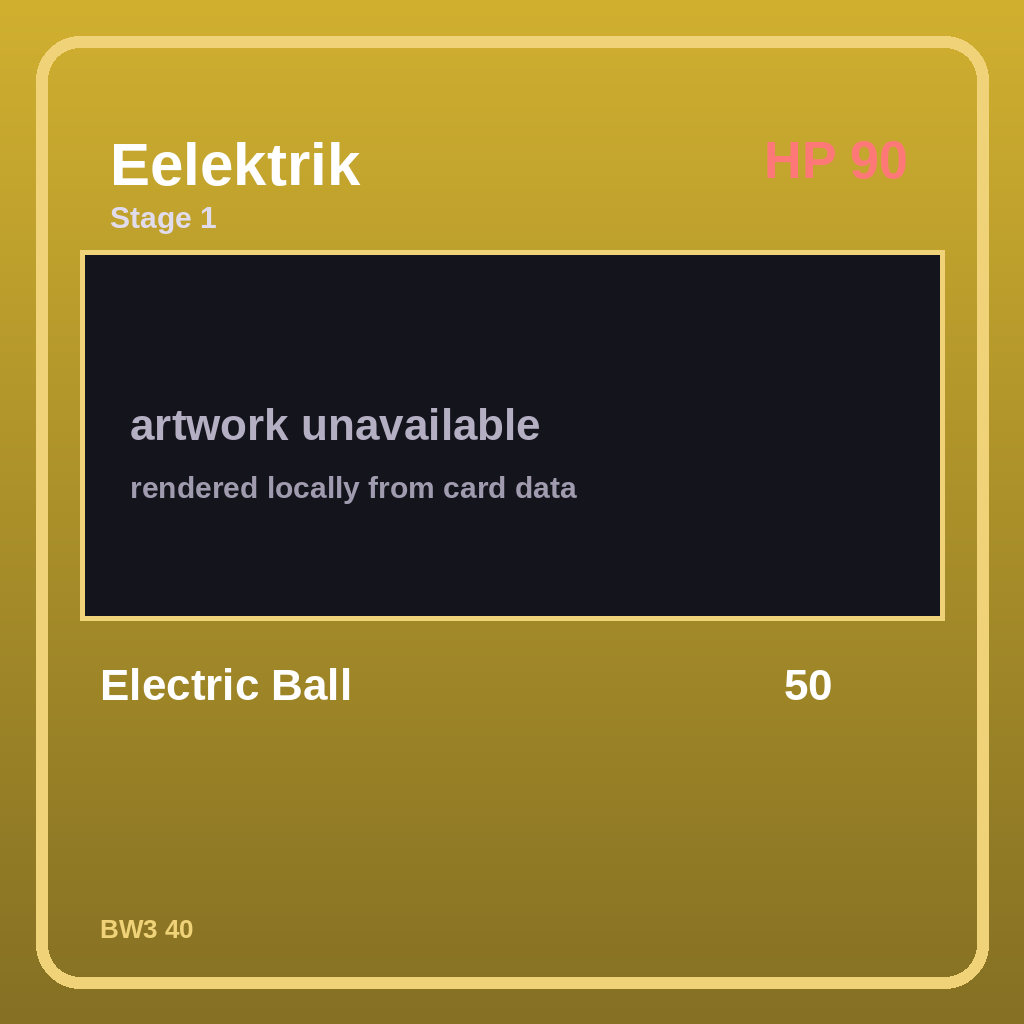 Eelektrik
HP 90
Stage 1
artwork unavailable
rendered locally from card data
Electric Ball
50
BW3 40